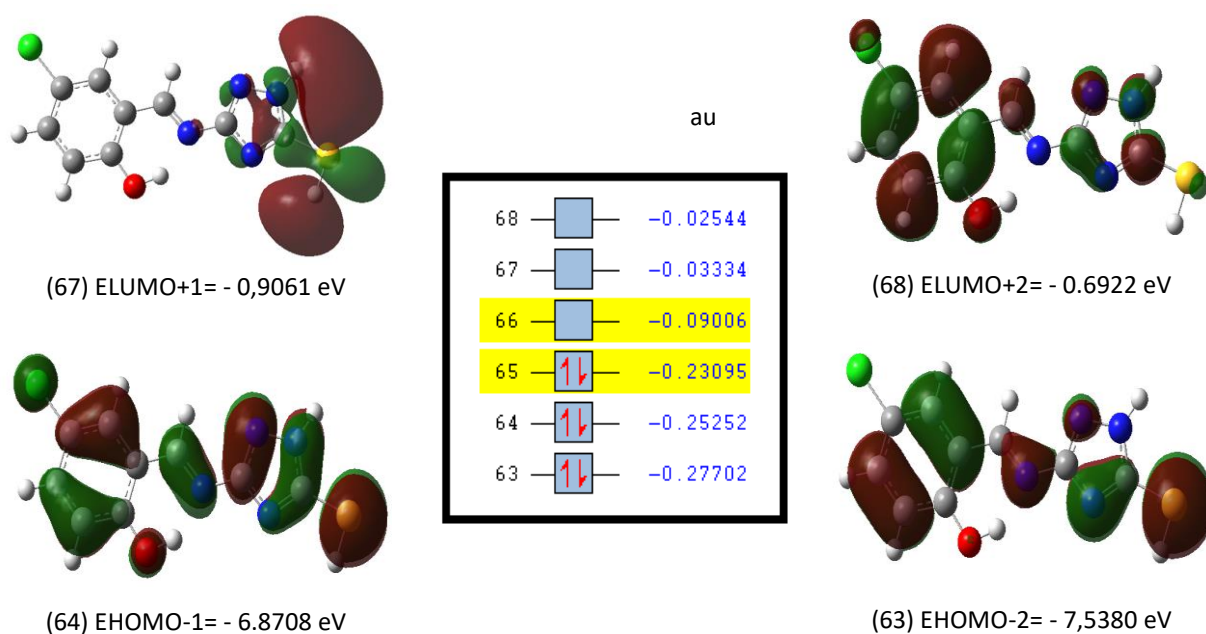 au
68 -0.02544
67 -0.03334
66 -0.09006
65 -0.23095
64 -0.25252
63 -0.27702
(67) ELUMO+1= - 0,9061 eV
(68) ELUMO+2= - 0.6922 eV
(64) EHOMO-1= - 6.8708 eV
(63) EHOMO-2= - 7,5380 eV